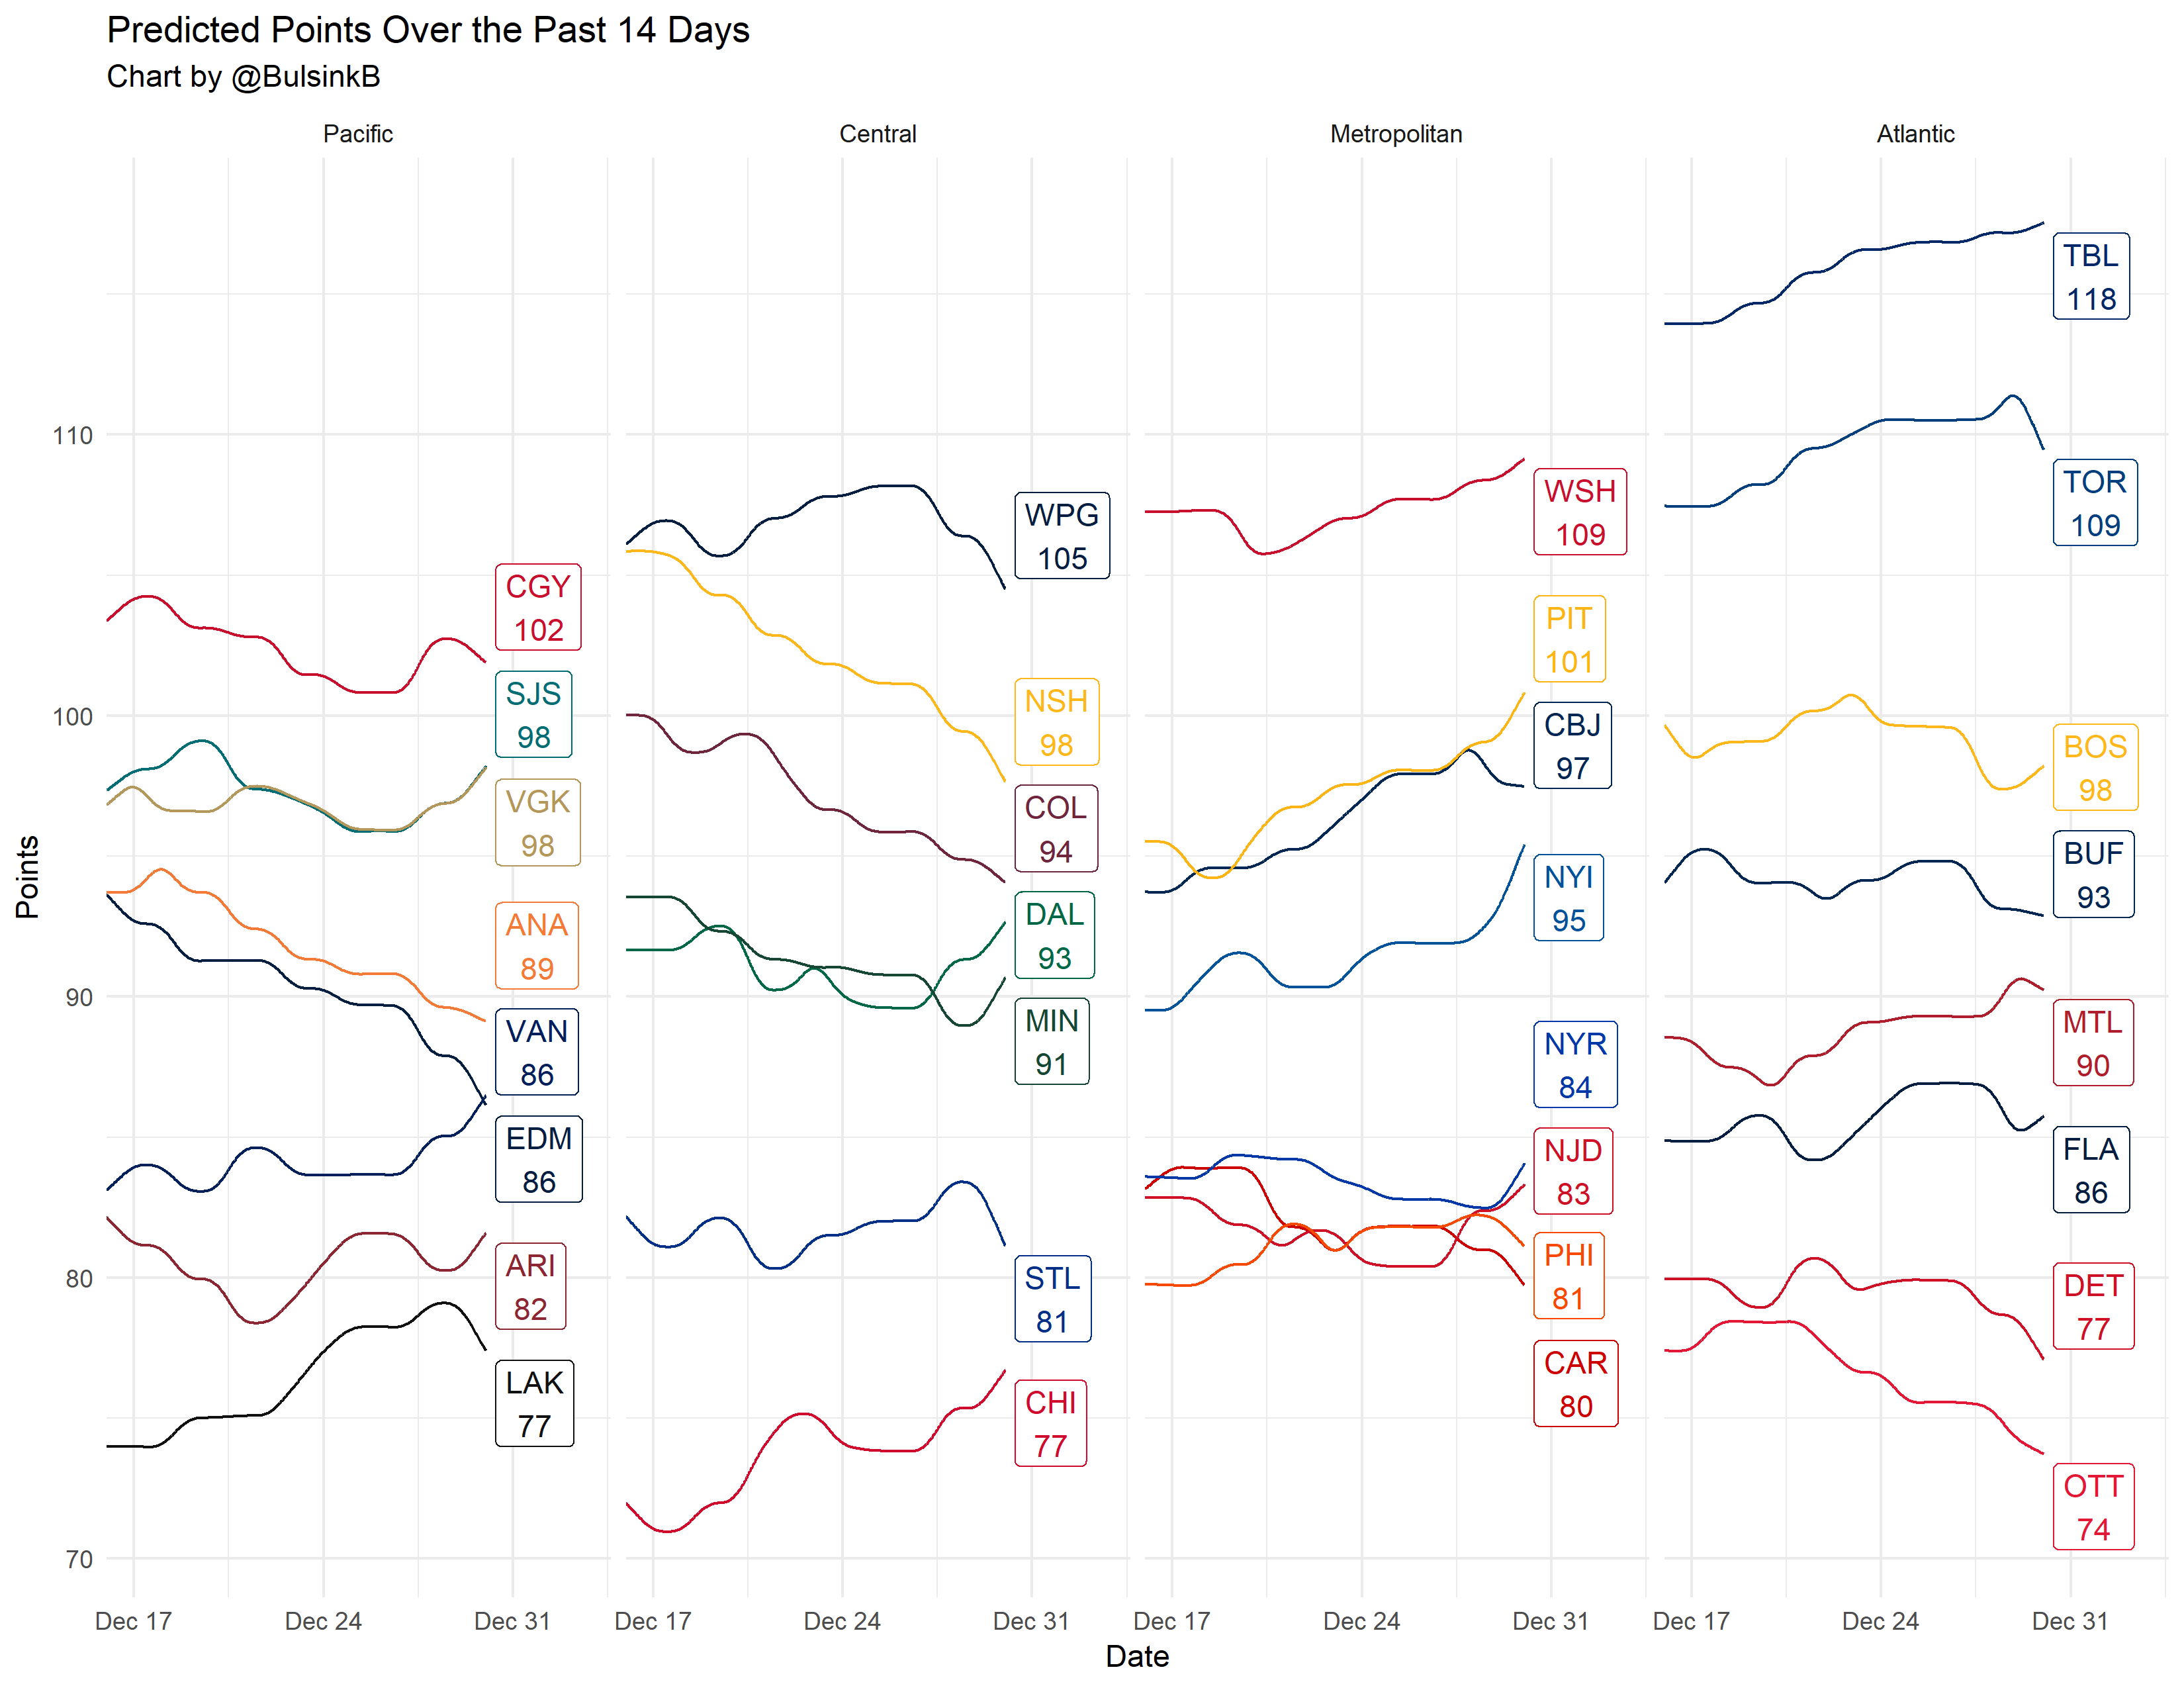 Predicted Points Over the Past 14 Days
Chart by @BulsinkB
Pacific
Central
Metropolitan
Atlantic
Points
110
100
90
80
70
CGY
102
SJS
98
VGK
98
ANA
89
VAN
86
EDM
86
ARI
82
LAK
77
WPG
105
NSH
98
COL
94
DAL
93
MIN
91
STL
81
CHI
77
WSH
109
PIT
101
CBJ
97
NYI
95
NYR
84
NJD
83
PHI
81
CAR
80
TBL
118
TOR
109
BOS
98
BUF
93
MTL
90
FLA
86
DET
77
OTT
74
Dec 17
Dec 24
Dec 31
Dec 17
Dec 24
Dec 31
Dec 17
Dec 24
Dec 31
Dec 17
Dec 24
Dec 31
Date